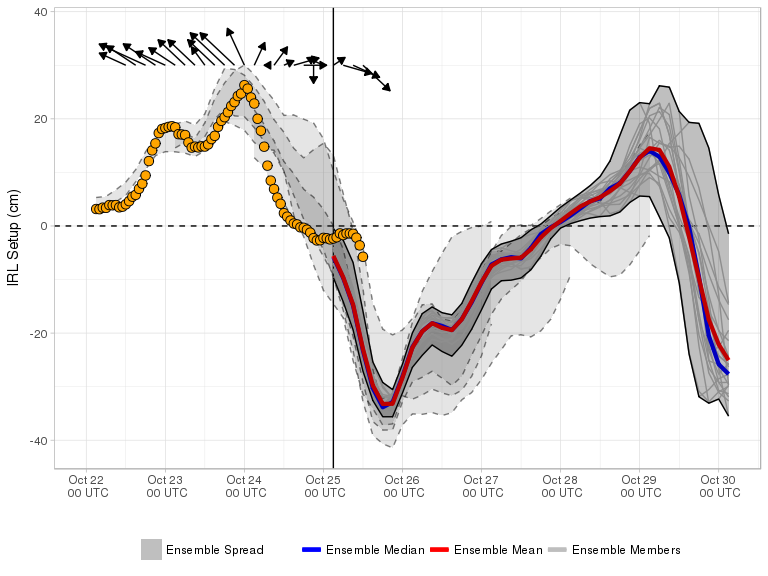 40
20
0
-20
-40
IRL Setup (cm)
Oct 22 Oct 23 Oct 24 Oct 25 Oct 26 Oct 27 Oct 28 Oct 29 Oct 30
00 UTC 00 UTC 00 UTC 00 UTC 00 UTC 00 UTC 00 UTC 00 UTC 00 UTC
Ensemble Spread Ensemble Median Ensemble Mean Ensemble Members